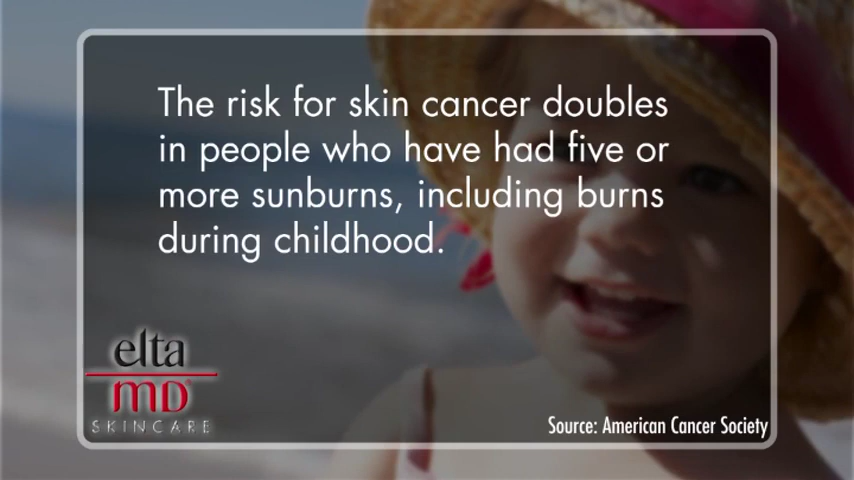 The risk for skin cancer doubles
in people who have had five or
more sunburns, including burns
during childhood.
elta
MD
SKINCARE
Source: American Cancer Society